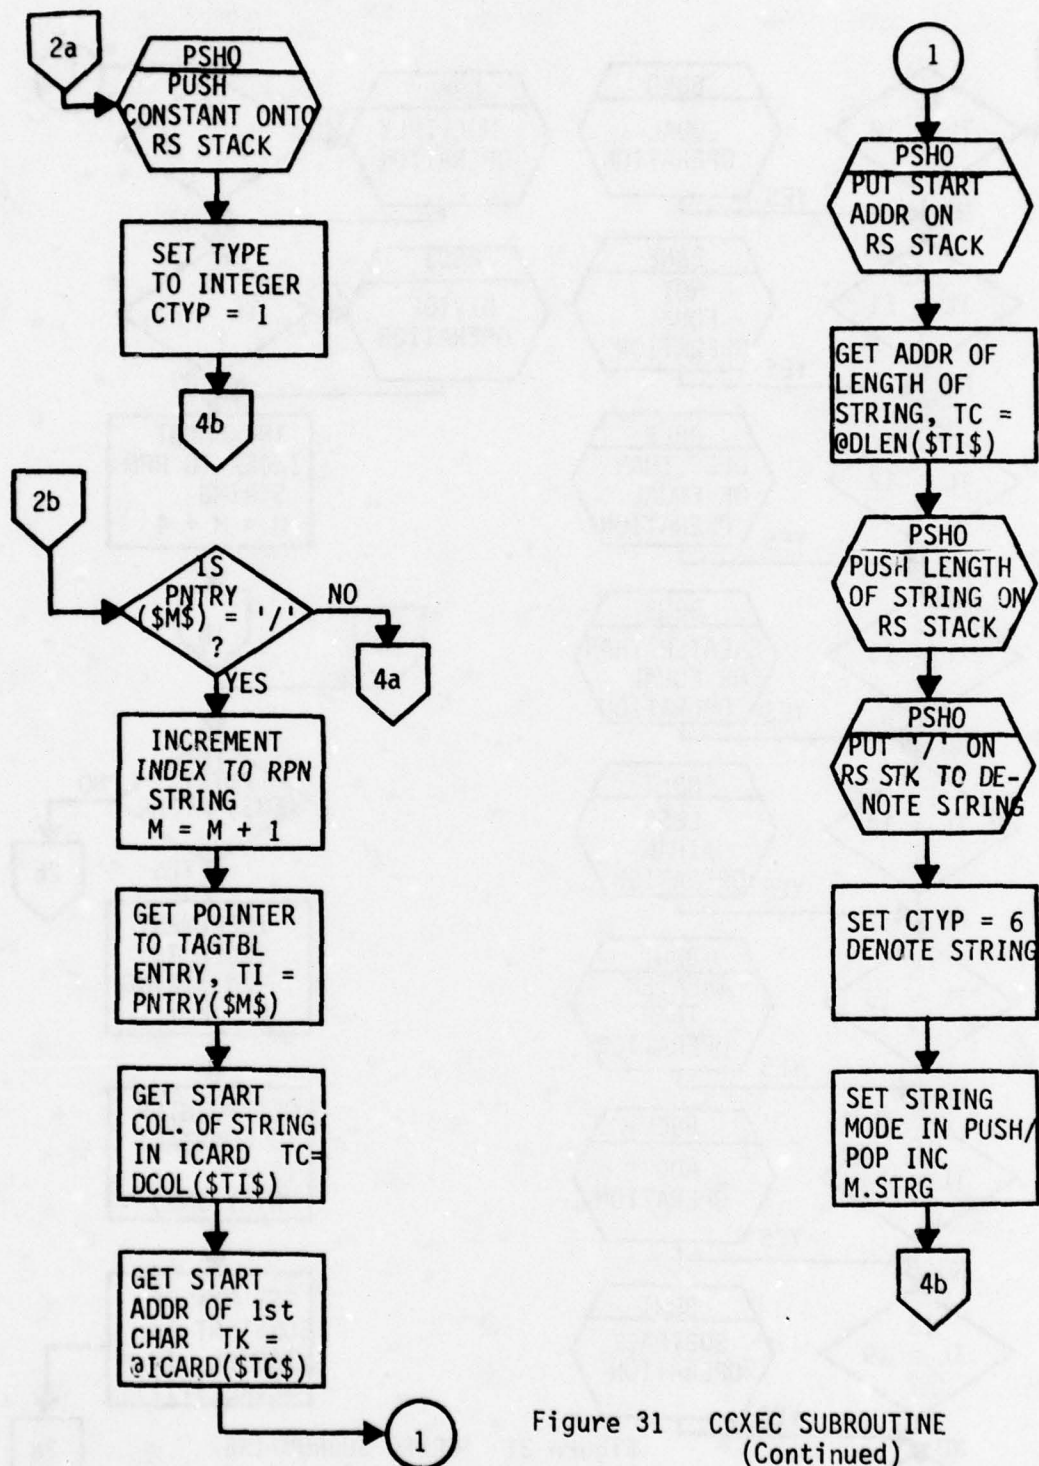 2a
PSHO
PUSH
CONSTANT ONTO
RS STACK
SET TYPE
TO INTEGER
CTYP = 1
4b
2b
IS
PNTRY
($M$) = '/'
?
NO
4a
YES
INCREMENT
INDEX TO RPN
STRING
M = M + 1
GET POINTER
TO TAGTBL
ENTRY, TI =
PNTRY($M$)
GET START
COL. OF STRING
IN ICARD TC=
DCOL($TI$)
GET START
ADDR OF 1st
CHAR TK =
@ICARD($TC$)
1
1
PSHO
PUT START
ADDR ON
RS STACK
GET ADDR OF
LENGTH OF
STRING, TC =
@DLEN($TI$)
PSHO
PUSH LENGTH
OF STRING ON
RS STACK
PSHO
PUT '/' ON
RS STK TO DE-
NOTE STRING
SET CTYP = 6
DENOTE STRING
SET STRING
MODE IN PUSH/
POP INC
M.STRG
4b
Figure 31 CCXEC SUBROUTINE
(Continued)